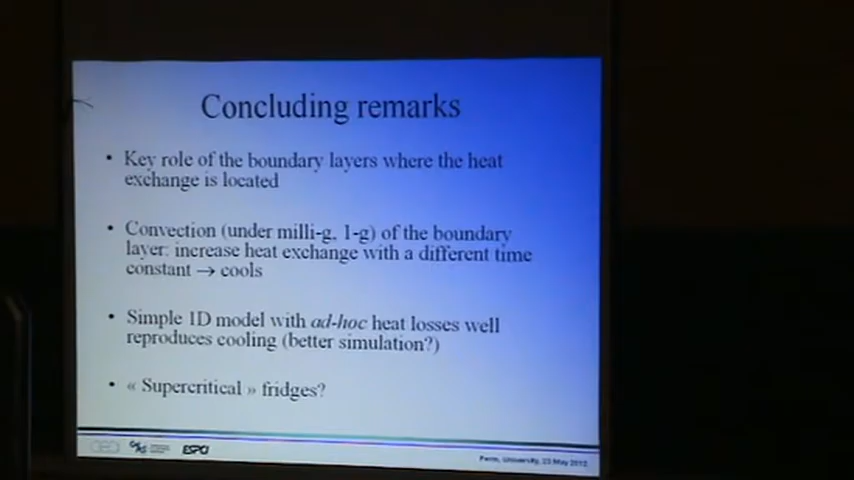 Concluding remarks
• Key role of the boundary layers where the heat
exchange is located
• Convection (under milli-g, 1-g) of the boundary
layer: increase heat exchange with a different time
constant → cools
• Simple 1D model with ad-hoc heat losses well
reproduces cooling (better simulation?)
• « Supercritical » fridges?
ESPCI
Perm, University, 23 May 2012